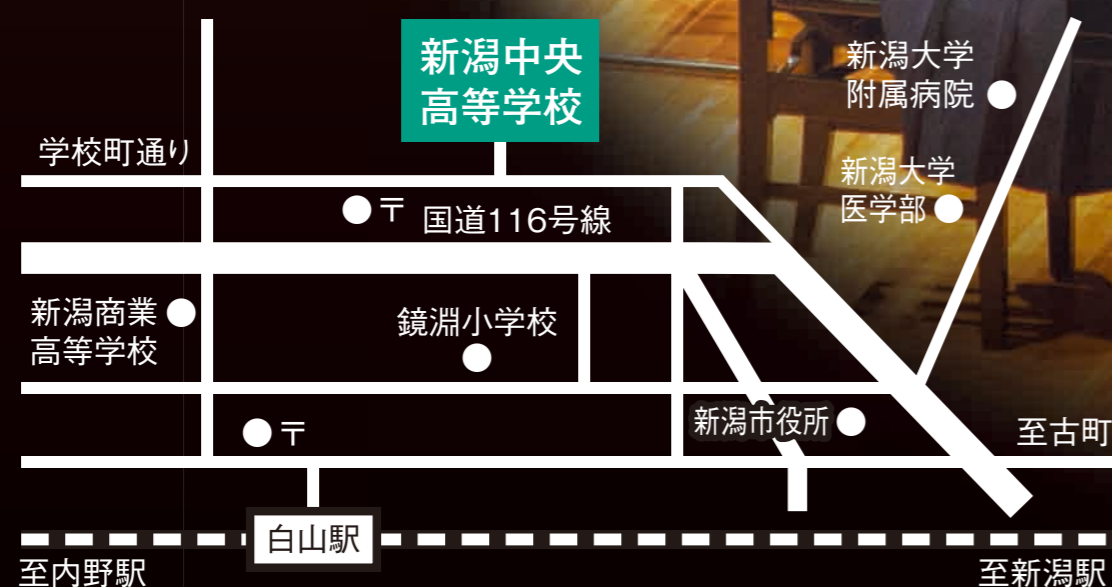 新潟中央
高等学校
新潟大学
附属病院
学校町通り
新潟大学
医学部
〒
国道116号線
新潟商業
高等学校
鏡淵小学校
新潟市役所
〒
至古町
白山駅
至内野駅
至新潟駅